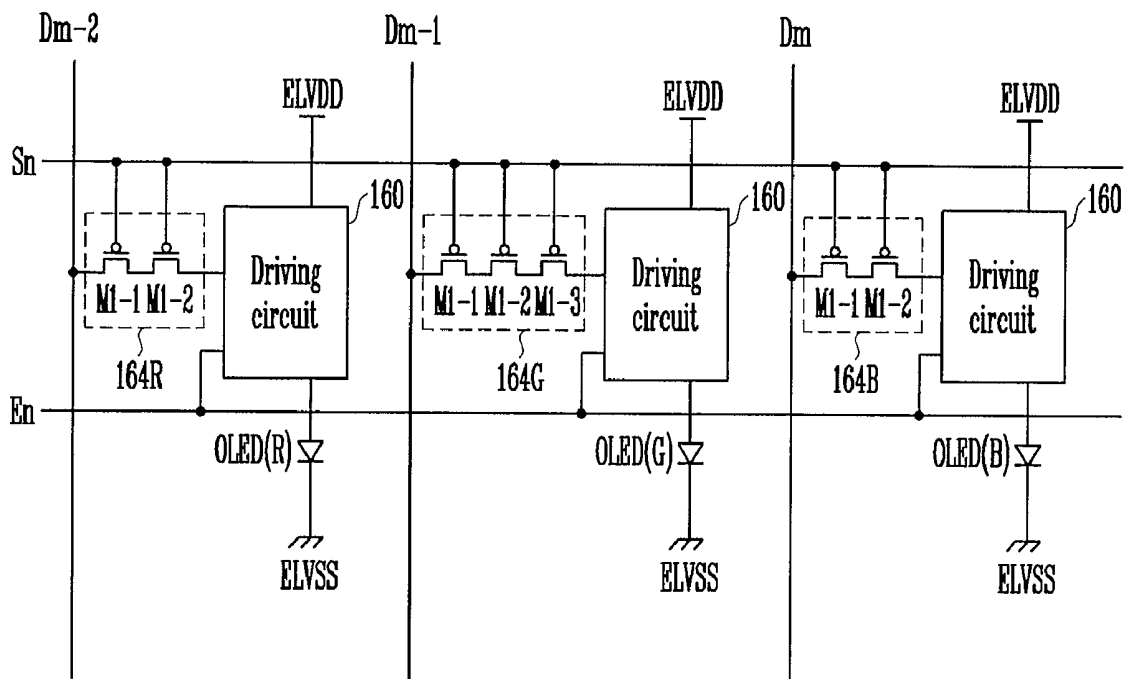 Dm-2 Dm-1 Dm
ELVDD ELVDD ELVDD
Sn
160 160 160
Driving circuit
Driving circuit
Driving circuit
M1-1 M1-2
M1-1 M1-2 M1-3
M1-1 M1-2
164R 164G 164B
En
OLED(R) OLED(G) OLED(B)
ELVSS ELVSS ELVSS